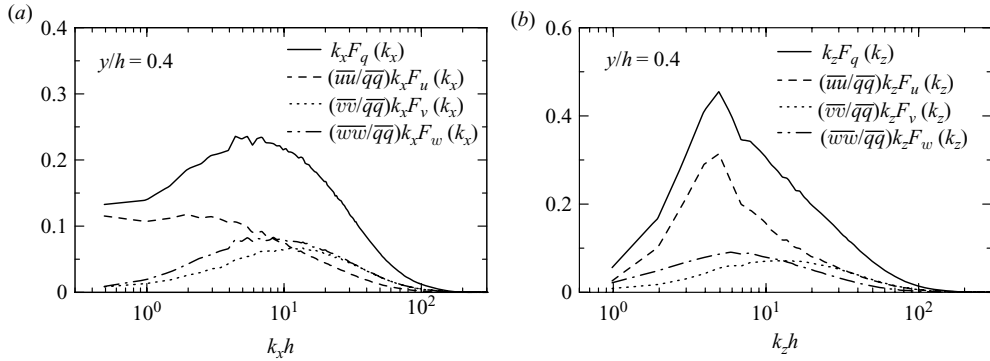 (a)
0.4
0.3
0.2
0.1
0
y/h = 0.4
k_xF_q (k_x)
(\overline{uu}/\overline{qq})k_xF_u (k_x)
(\overline{vv}/\overline{qq})k_xF_v (k_x)
(\overline{ww}/\overline{qq})k_xF_w (k_x)
10^0
10^1
10^2
k_xh
(b)
0.6
0.4
0.2
0
y/h = 0.4
k_zF_q (k_z)
(\overline{uu}/\overline{qq})k_zF_u (k_z)
(\overline{vv}/\overline{qq})k_zF_v (k_z)
(\overline{ww}/\overline{qq})k_zF_w (k_z)
10^0
10^1
10^2
k_zh